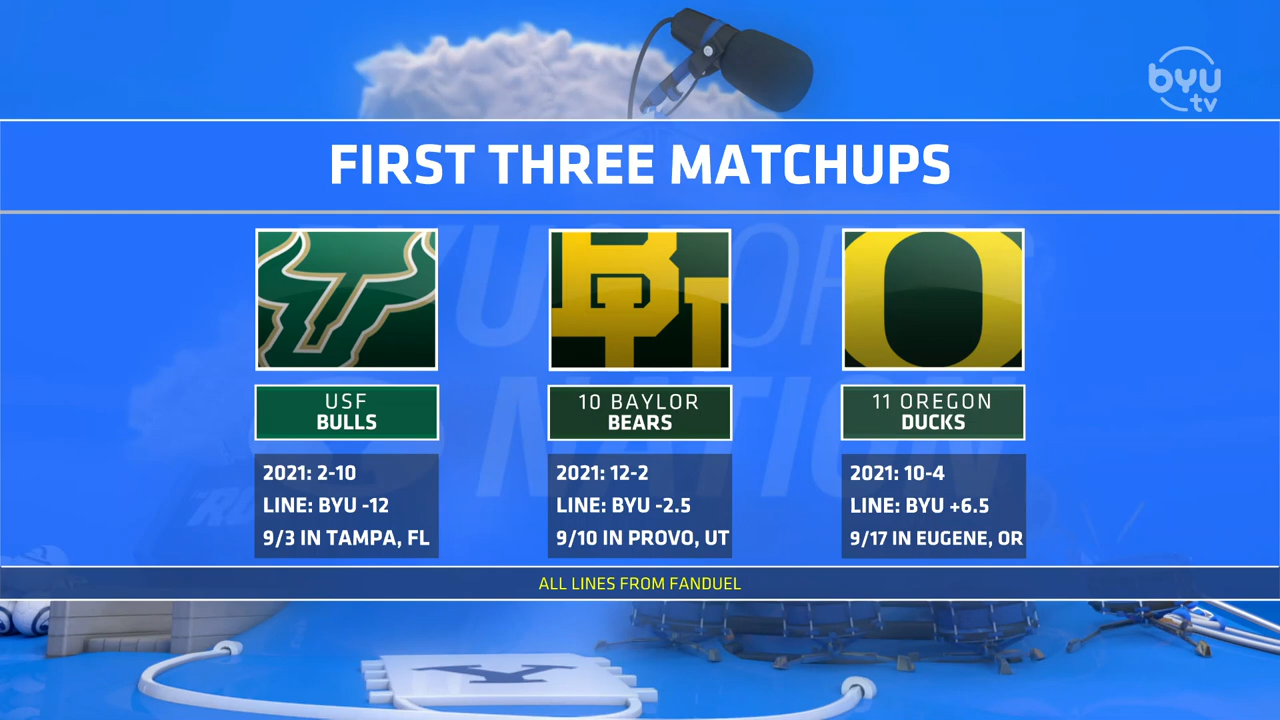 byu
tv
FIRST THREE MATCHUPS
USF
BULLS
2021: 2-10
LINE: BYU -12
9/3 IN TAMPA, FL
10 BAYLOR
BEARS
2021: 12-2
LINE: BYU -2.5
9/10 IN PROVO, UT
11 OREGON
DUCKS
2021: 10-4
LINE: BYU +6.5
9/17 IN EUGENE, OR
NATION
ALL LINES FROM FANDUEL